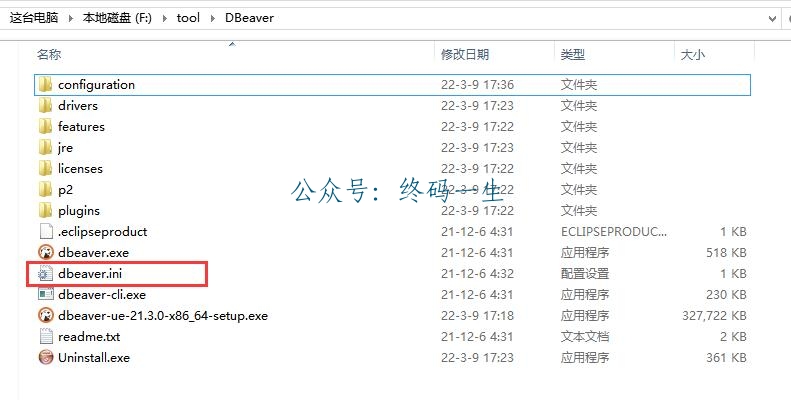 这台电脑 本地磁盘 (F:) tool DBeaver
名称 修改日期 类型 大小
configuration 22-3-9 17:36 文件夹
drivers 22-3-9 17:23 文件夹
features 22-3-9 17:22 文件夹
jre 22-3-9 17:23 文件夹
licenses 22-3-9 17:22 文件夹
p2 22-3-9 17:22 文件夹
公众号：终码一生
plugins 22-3-9 17:22 文件夹
.eclipseproduct 21-12-6 4:31 ECLIPSEPRODUC... 1 KB
dbeaver.exe 21-12-6 4:31 应用程序 518 KB
dbeaver.ini 21-12-6 4:32 配置设置 1 KB
dbeaver-cli.exe 21-12-6 4:31 应用程序 230 KB
dbeaver-ue-21.3.0-x86_64-setup.exe 22-3-9 17:18 应用程序 327,722 KB
readme.txt 21-12-6 4:31 文本文档 2 KB
Uninstall.exe 22-3-9 17:23 应用程序 361 KB